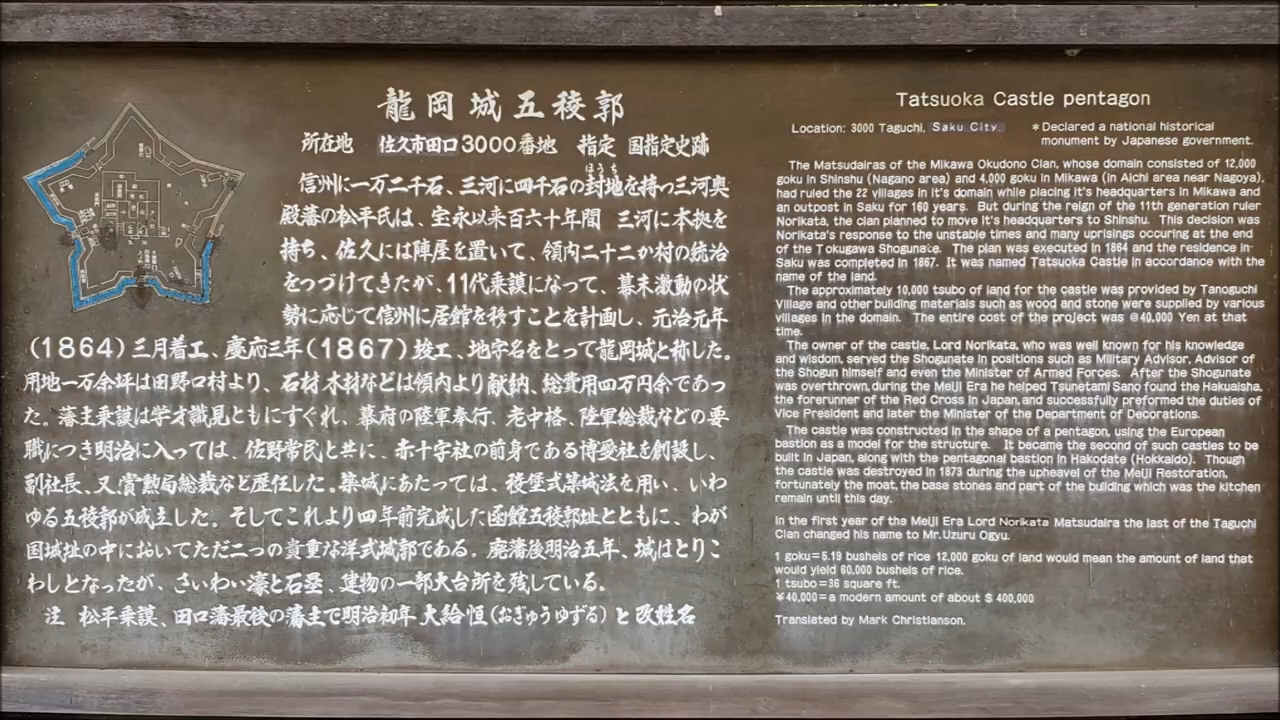 龍岡城五稜郭
所在地 佐久市田口3000番地 指定 国指定史跡
ほうち
信州に一万二千石、三河に四千石の封地を持つ三河奥
殿藩の松平氏は、宝永以来百六十年間 三河に本拠を
持ち、佐久には陣屋を置いて、領内二十二か村の統治
をつづけてきたが、11代乗謨になって、幕末激動の状
勢に応じて信州に居館を移すことを計画し、元治元年
(1864)三月着工、慶応三年(1867)竣工、地字名をとって龍岡城と称した。
用地一万余坪は田野口村より、石材木材などは領内より献納、総費用四万円余であっ
た。藩主乗謨は学才識見ともにすぐれ、幕府の陸軍奉行、老中格、陸軍総裁などの要
職につき明治に入っては、佐野常民と共に、赤十字社の前身である博愛社を創設し、
副社長、又賞勲局総裁など歴任した。築城にあたっては、稜堡式築城法を用い、いわ
ゆる五稜郭が成立した。そしてこれより四年前完成した函館五稜郭址とともに、わが
国城址の中においてただ二つの貴重な洋式城郭である。廃藩後明治五年、城はとりこ
わしとなったが、さいわい濠と石塁、建物の一部大台所を残している。
注 松平乗謨、田口藩最後の藩主で明治初年大給恒(おぎゅうゆずる)と改姓名
Tatsuoka Castle pentagon
Location: 3000 Taguchi, Saku City. *Declared a national historical
monument by Japanese government.
The Matsudairas of the Mikawa Okudono Clan, whose domain consisted of 12,000
goku in Shinshu (Nagano area) and 4,000 goku in Mikawa (in Aichi area near Nagoya),
had ruled the 22 villages in it's domain while placing it's headquarters in Mikawa and
an outpost in Saku for 160 years. But during the reign of the 11th generation ruler
Norikata, the clan planned to move it's headquarters to Shinshu. This decision was
Norikata's response to the unstable times and many uprisings occuring at the end
of the Tokugawa Shogunate. The plan was executed in 1864 and the residence in
Saku was completed in 1867. It was named Tatsuoka Castle in accordance with the
name of the land.
The approximately 10,000 tsubo of land for the castle was provided by Tanoguchi
Village and other building materials such as wood and stone were supplied by various
villages in the domain. The entire cost of the project was @40,000 Yen at that
time.
The owner of the castle, Lord Norikata, who was well known for his knowledge
and wisdom, served the Shogunate in positions such as Military Advisor, Advisor of
the Shogun himself and even the Minister of Armed Forces. After the Shogunate
was overthrown, during the Meiji Era he helped Tsunetami Sano found the Hakuaisha,
the forerunner of the Red Cross in Japan, and successfully preformed the duties of
Vice President and later the Minister of the Department of Decorations.
The castle was constructed in the shape of a pentagon, using the European
bastion as a model for the structure. It became the second of such castles to be
built in Japan, along with the pentagonal bastion in Hakodate (Hokkaido). Though
the castle was destroyed in 1873 during the upheavel of the Meiji Restoration,
fortunately the moat, the base stones and part of the building which was the kitchen
remain until this day.
In the first year of the Meiji Era Lord Norikata Matsudaira the last of the Taguchi
Clan changed his name to Mr.Uzuru Ogyu.
1 goku=5.19 bushels of rice 12,000 goku of land would mean the amount of land that
would yield 60,000 bushels of rice.
1 tsubo=36 square ft.
¥40,000=a modern amount of about $ 400,000
Translated by Mark Christianson.